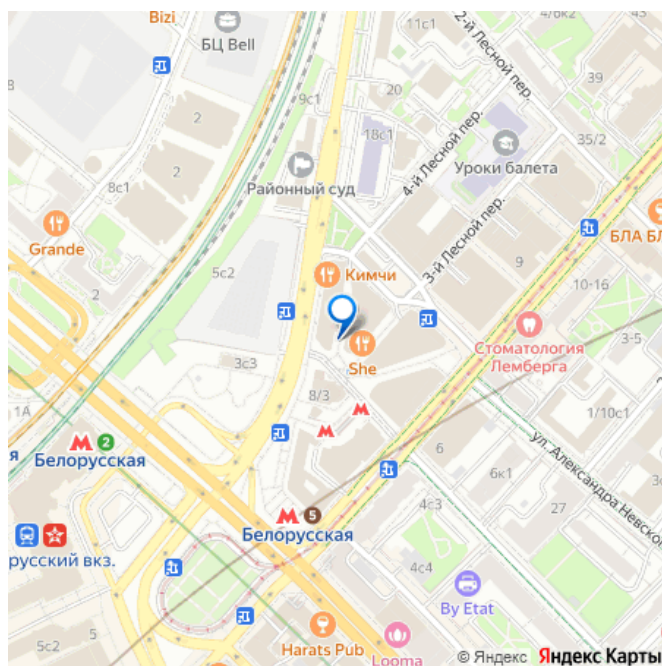 Bizi
БЦ Bell
11с1
2-й Лесной пер.
4/6к2
39
9с1
20
2
18с1
35/2
Районный суд
4-й Лесной пер.
Уроки балета
2
8с1
3-й Лесной пер.
БЛА БЛ
Grande
5с2
Кимчи
9
10-16
2
She
Стоматология
Лемберга
3-5
3с3
8/3
1А
1/10с1
ая
2
Белорусская
6
ул. Александра Невског
6к1
5
Белорусская
4с3
27
русский вкз.
4с4
By Etat
5
5с2
Harats Pub
Looma
© Яндекс Яндекс Карты